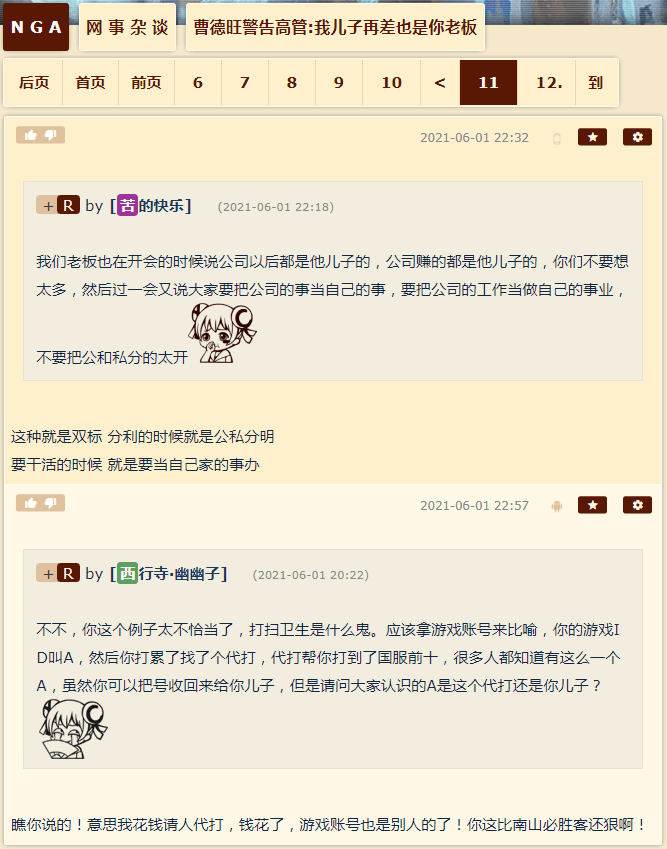 NGA 网事杂谈 曹德旺警告高管:我儿子再差也是你老板
后页 首页 前页 6 7 8 9 10 < 11 12. 到
2021-06-01 22:32
+ R by [苦的快乐] (2021-06-01 22:18)
我们老板也在开会的时候说公司以后都是他儿子的，公司赚的都是他儿子的，你们不要想
太多，然后过一会又说大家要把公司的事当自己的事，要把公司的工作当做自己的事业，
不要把公和私分的太开
这种就是双标 分利的时候就是公私分明
要干活的时候 就是要当自己家的事办
2021-06-01 22:57
+ R by [西行寺·幽幽子] (2021-06-01 20:22)
不不，你这个例子太不恰当了，打扫卫生是什么鬼。应该拿游戏账号来比喻，你的游戏I
D叫A，然后你打累了找了个代打，代打帮你打到了国服前十，很多人都知道有这么一个
A，虽然你可以把号收回来给你儿子，但是请问大家认识的A是这个代打还是你儿子？
瞧你说的！意思我花钱请人代打，钱花了，游戏账号也是别人的了！你这比南山必胜客还狠啊！